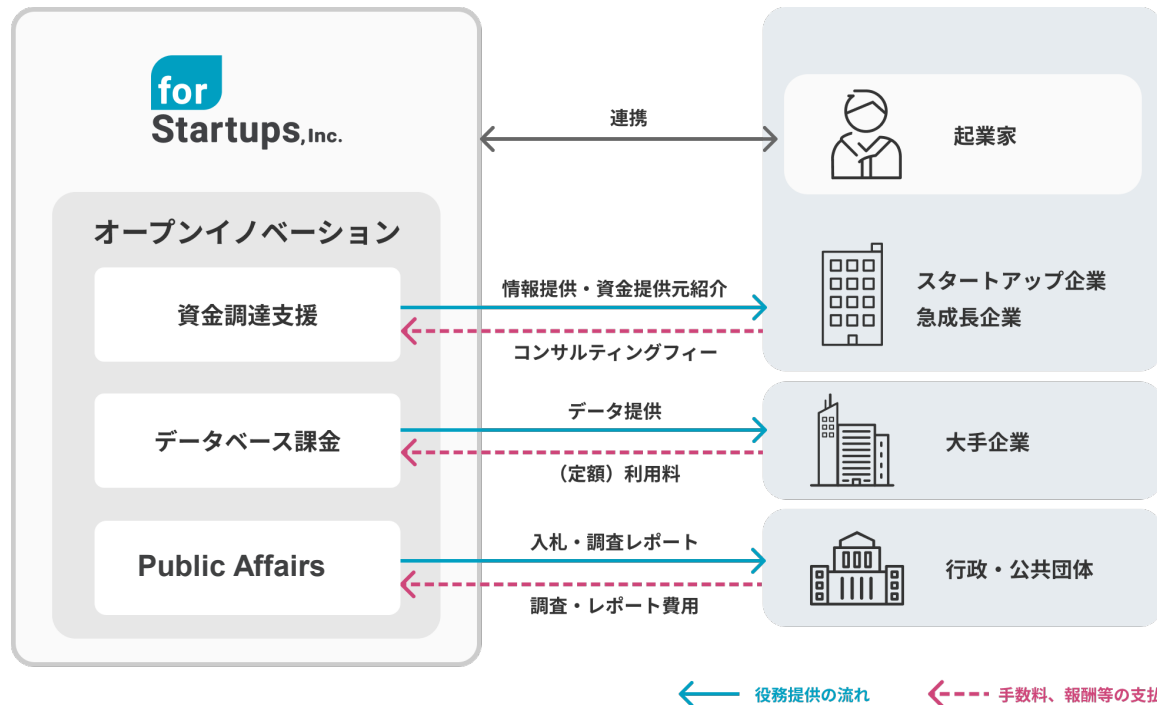 for
Startups,Inc.
オープンイノベーション
資金調達支援
データベース課金
Public Affairs
連携
情報提供・資金提供元紹介
コンサルティングフィー
データ提供
（定額）利用料
入札・調査レポート
調査・レポート費用
起業家
スタートアップ企業
急成長企業
大手企業
行政・公共団体
役務提供の流れ
手数料、報酬等の支払